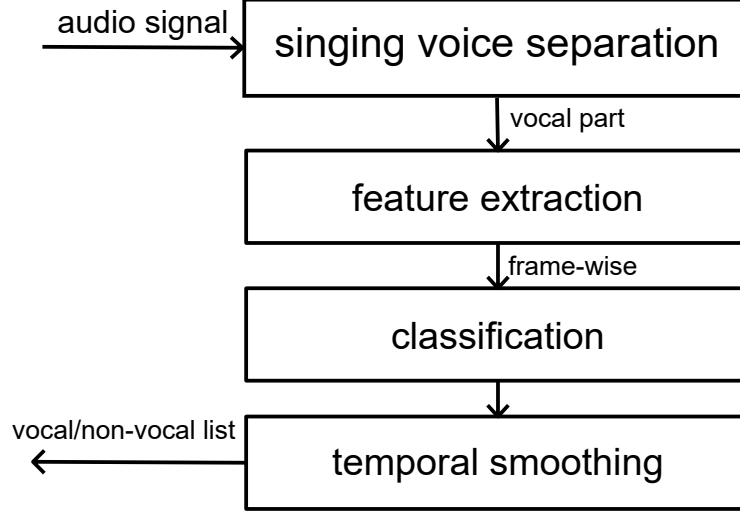 audio signal
singing voice separation
vocal part
feature extraction
frame-wise
classification
vocal/non-vocal list
temporal smoothing